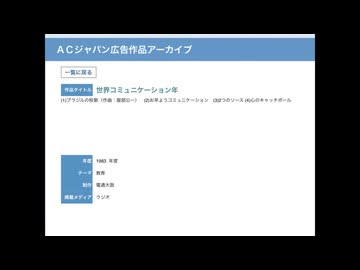 ACジャパン広告作品アーカイブ
一覧に戻る
作品タイトル 世界コミュニケーション年
(1)ブラジルの牧獣（作曲：服部公一） (2)お早ようコミュニケーション (3)2つのソース (4)心のキャッチボール
年度 1983 年度
テーマ 教育
制作 電通大阪
掲載メディア ラジオ